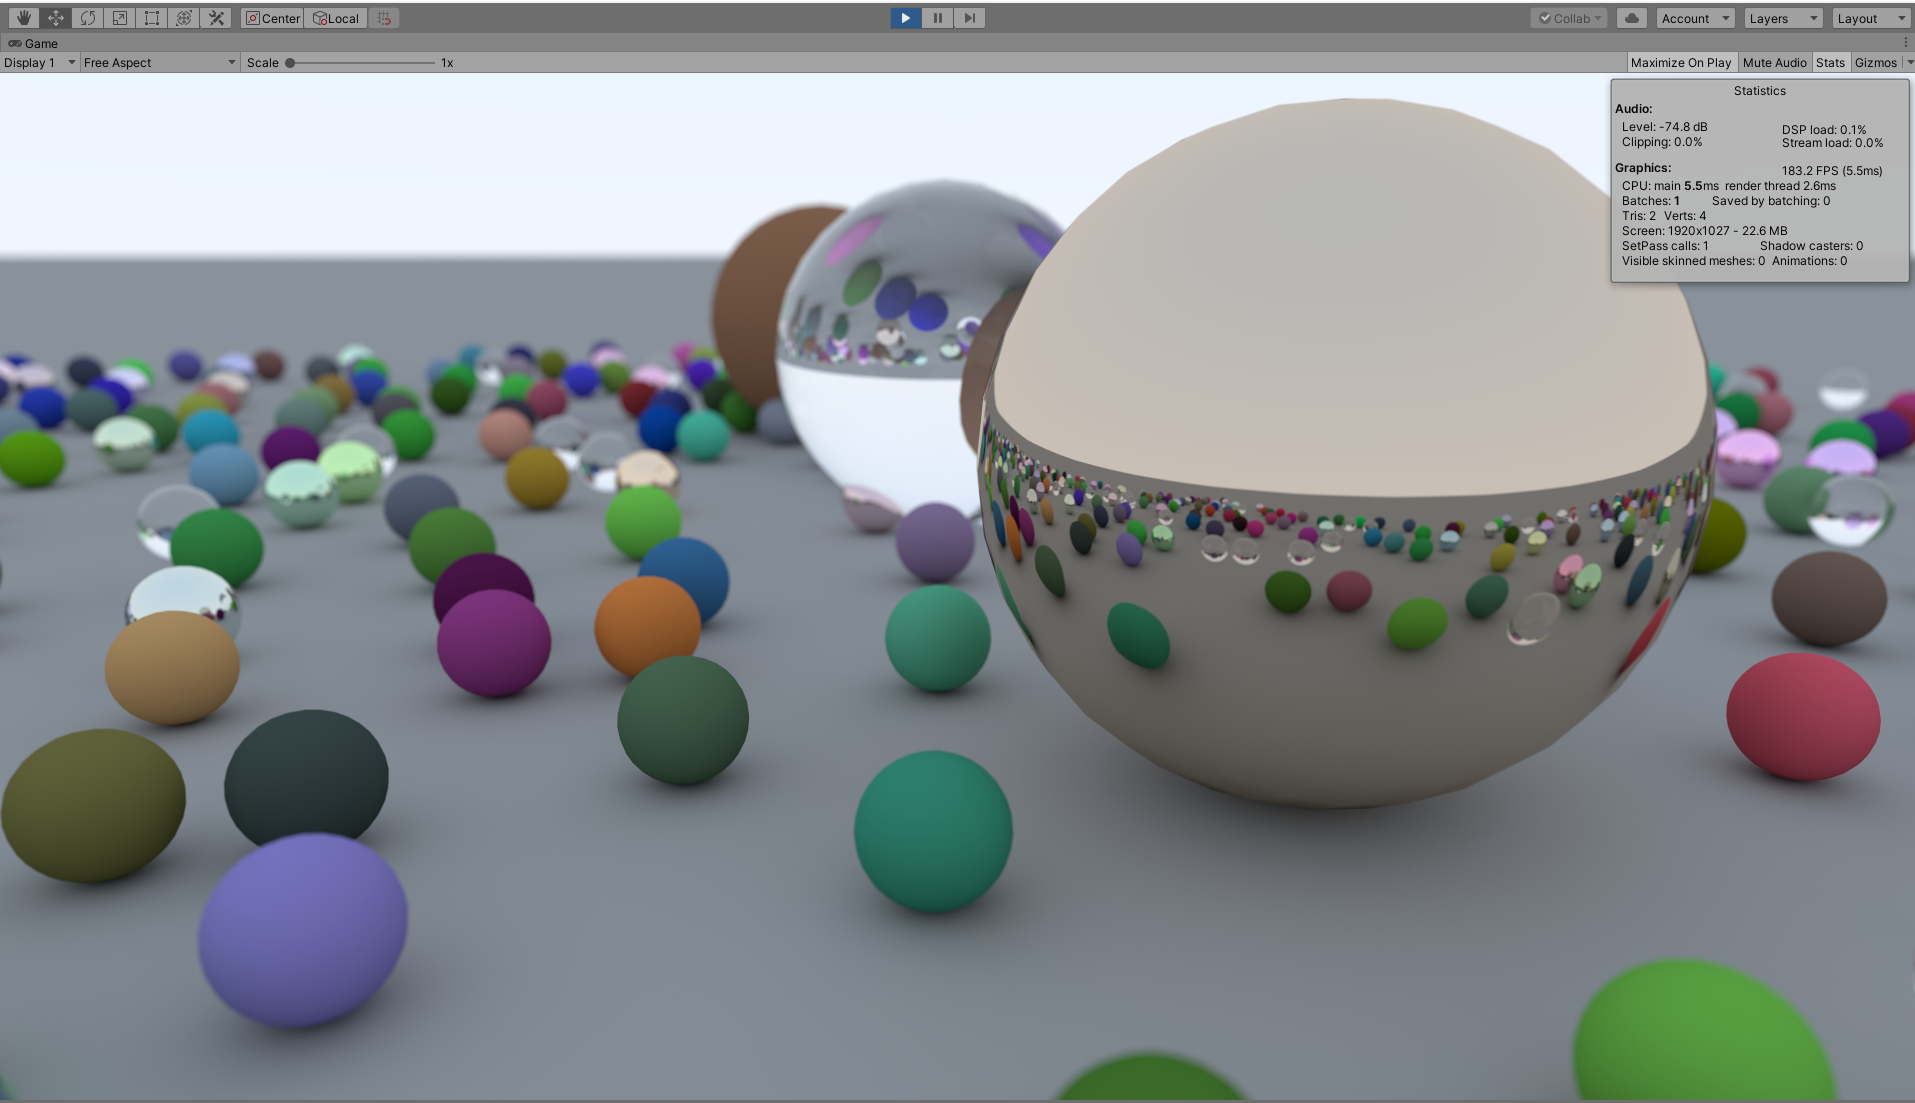 Center Local Collab Account Layers Layout
Game
Display 1 Free Aspect Scale 1x Maximize On Play Mute Audio Stats Gizmos
Statistics
Audio:
Level: -74.8 dB DSP load: 0.1%
Clipping: 0.0% Stream load: 0.0%
Graphics: 183.2 FPS (5.5ms)
CPU: main 5.5ms render thread 2.6ms
Batches: 1 Saved by batching: 0
Tris: 2 Verts: 4
Screen: 1920x1027 - 22.6 MB
SetPass calls: 1 Shadow casters: 0
Visible skinned meshes: 0 Animations: 0